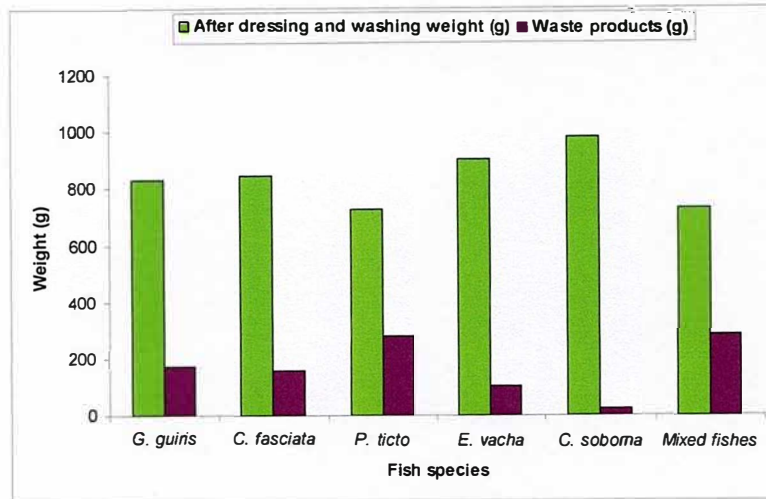 After dressing and washing weight (g) Waste products (g)
1200
1000
800
600
400
200
0
Weight (g)
G. guiris C. fasciata P. ticto E. vacha C. soborna Mixed fishes
Fish species